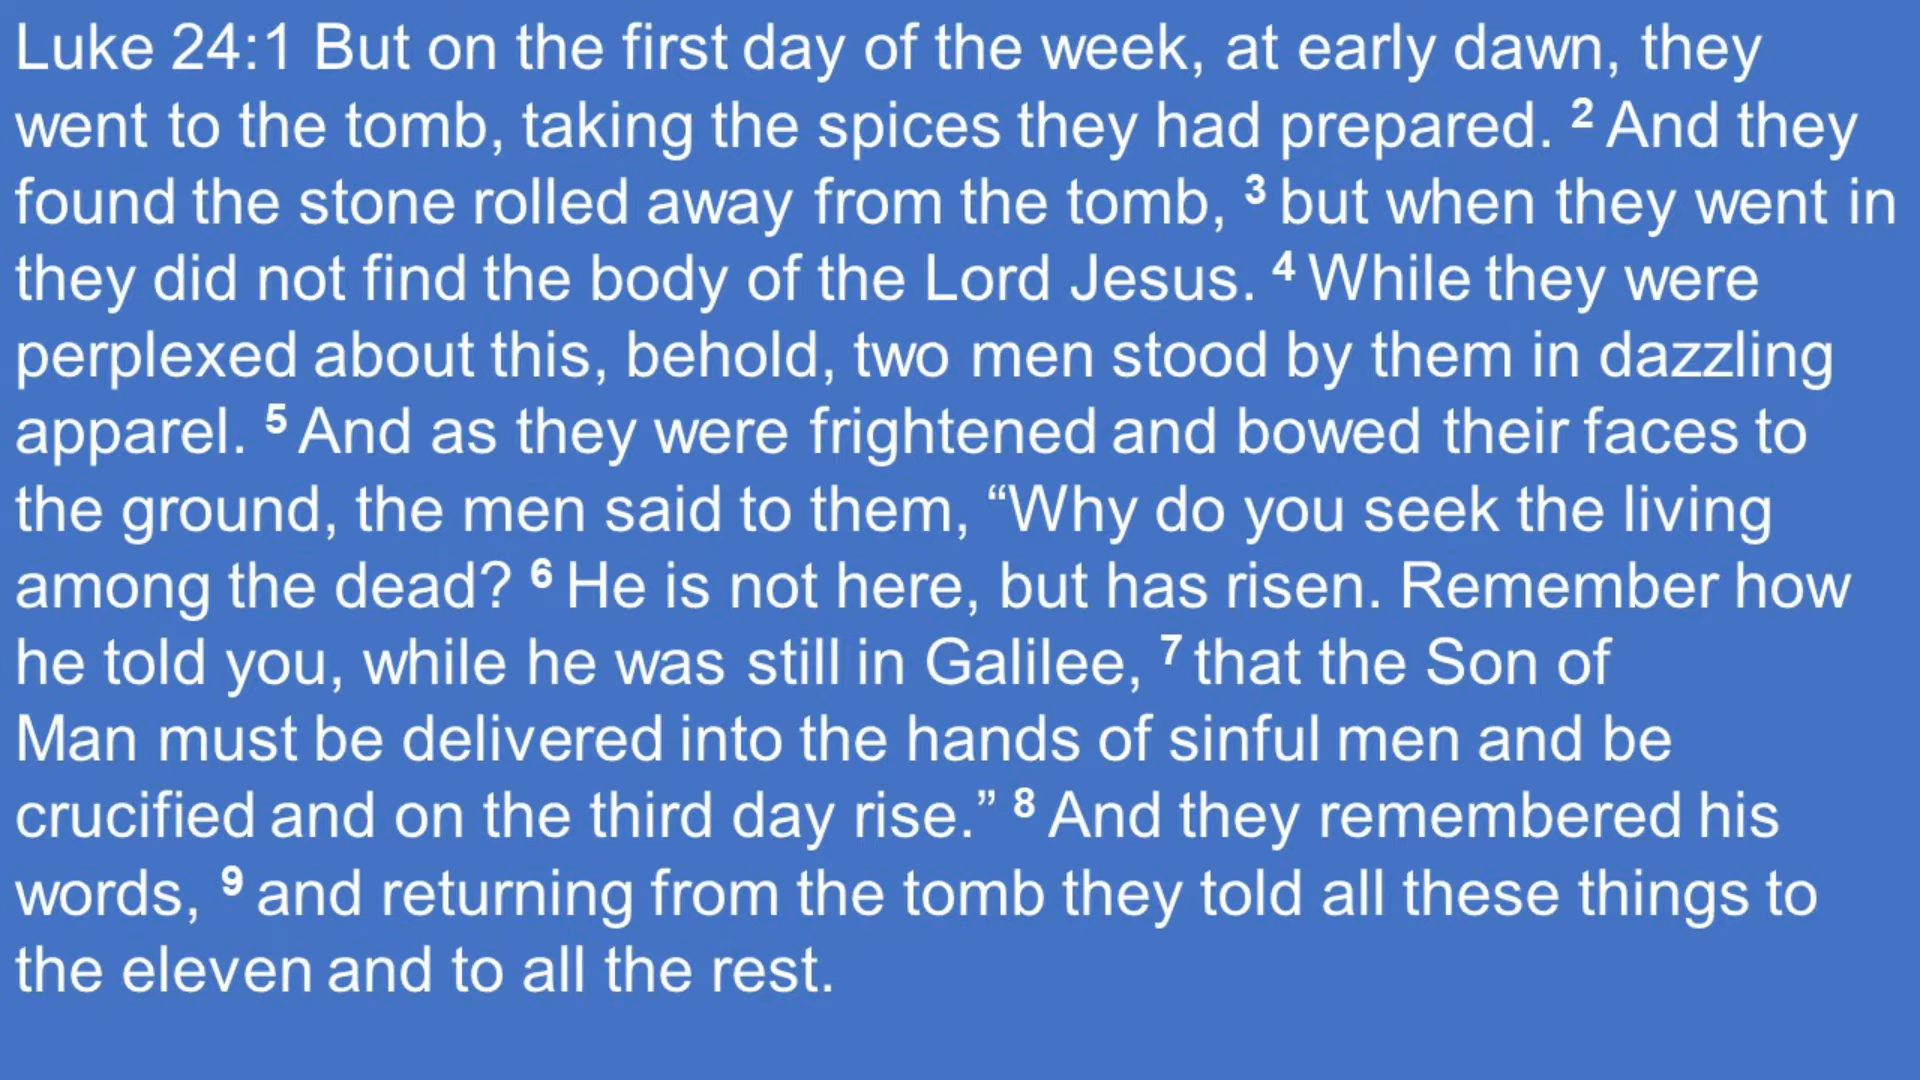 Luke 24:1 But on the first day of the week, at early dawn, they
went to the tomb, taking the spices they had prepared. 2 And they
found the stone rolled away from the tomb, 3 but when they went in
they did not find the body of the Lord Jesus. 4 While they were
perplexed about this, behold, two men stood by them in dazzling
apparel. 5 And as they were frightened and bowed their faces to
the ground, the men said to them, “Why do you seek the living
among the dead? 6 He is not here, but has risen. Remember how
he told you, while he was still in Galilee, 7 that the Son of
Man must be delivered into the hands of sinful men and be
crucified and on the third day rise.” 8 And they remembered his
words, 9 and returning from the tomb they told all these things to
the eleven and to all the rest.